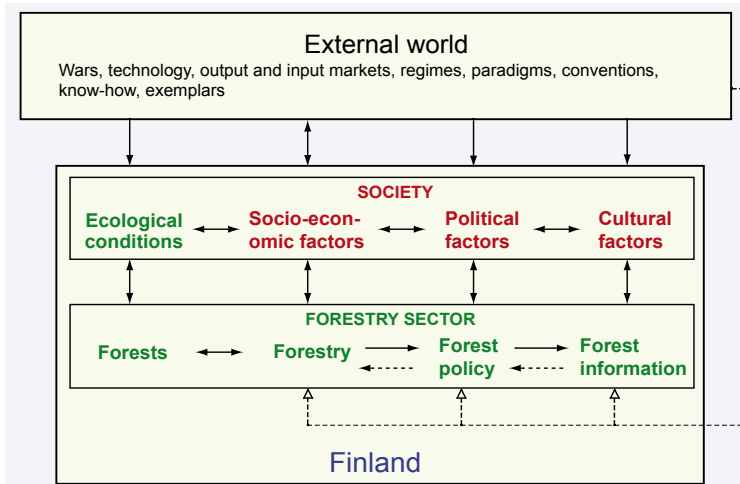 External world
Wars, technology, output and input markets, regimes, paradigms, conventions,
know-how, exemplars
SOCIETY
Ecological conditions
Socio-econ-
omic factors
Political
factors
Cultural
factors
FORESTRY SECTOR
Forests
Forestry
Forest
policy
Forest
information
Finland